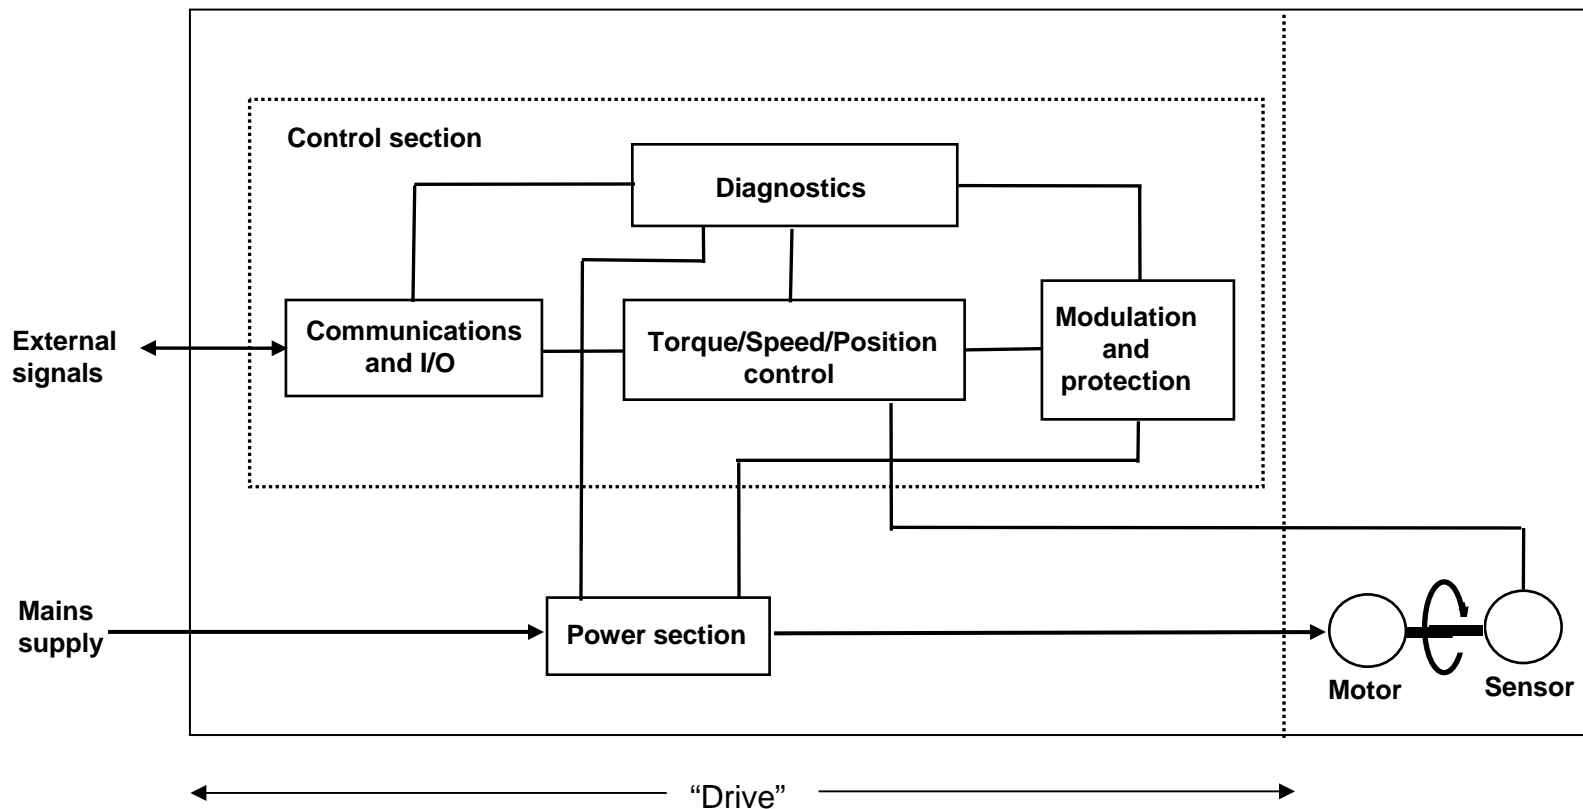 Control section
Diagnostics
External
signals
Communications
and I/O
Torque/Speed/Position
control
Modulation
and
protection
Mains
supply
Power section
Motor
Sensor
“Drive”